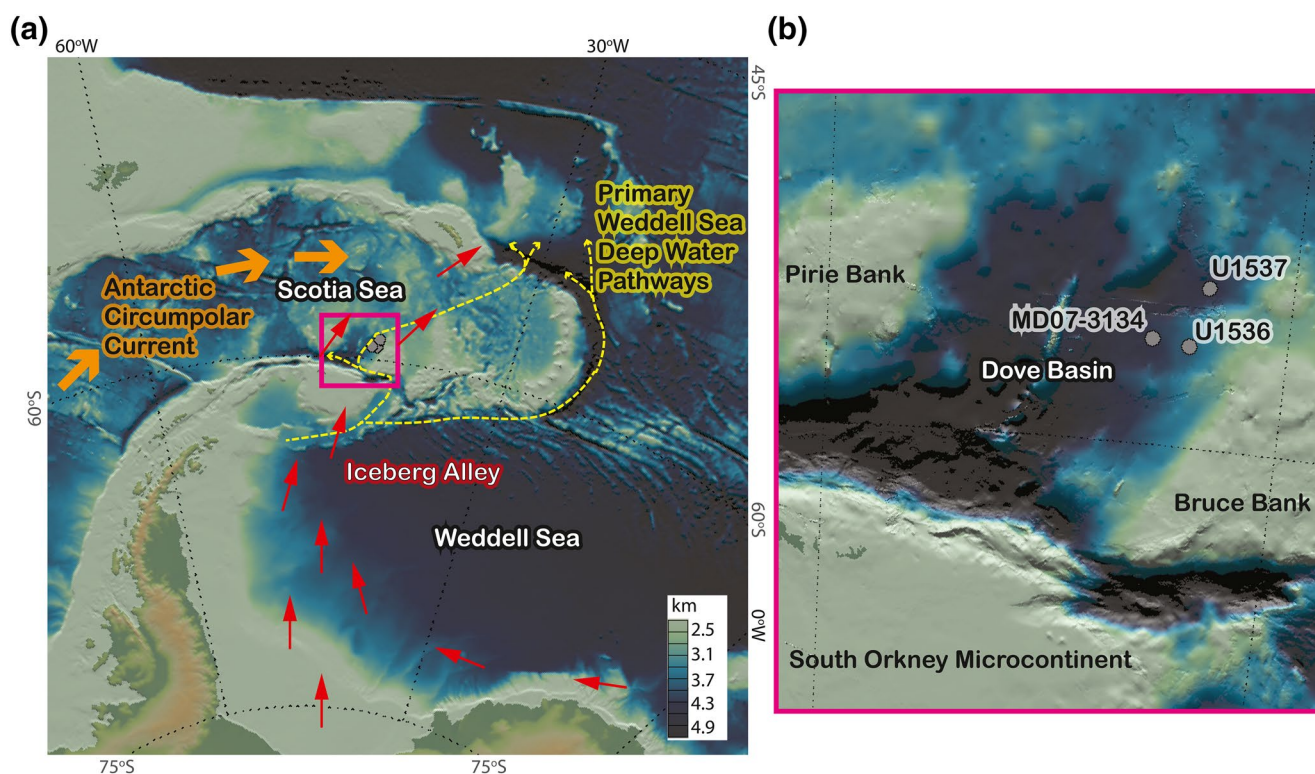 (a)
60°W
30°W
45°S
Primary
Weddell Sea
Deep Water
Pathways
Antarctic
Circumpolar
Current
Scotia Sea
60°S
Iceberg Alley
Weddell Sea
60°S
0°W
km
2.5
3.1
3.7
4.3
4.9
75°S
75°S
(b)
Pirie Bank
U1537
MD07-3134
U1536
Dove Basin
Bruce Bank
South Orkney Microcontinent